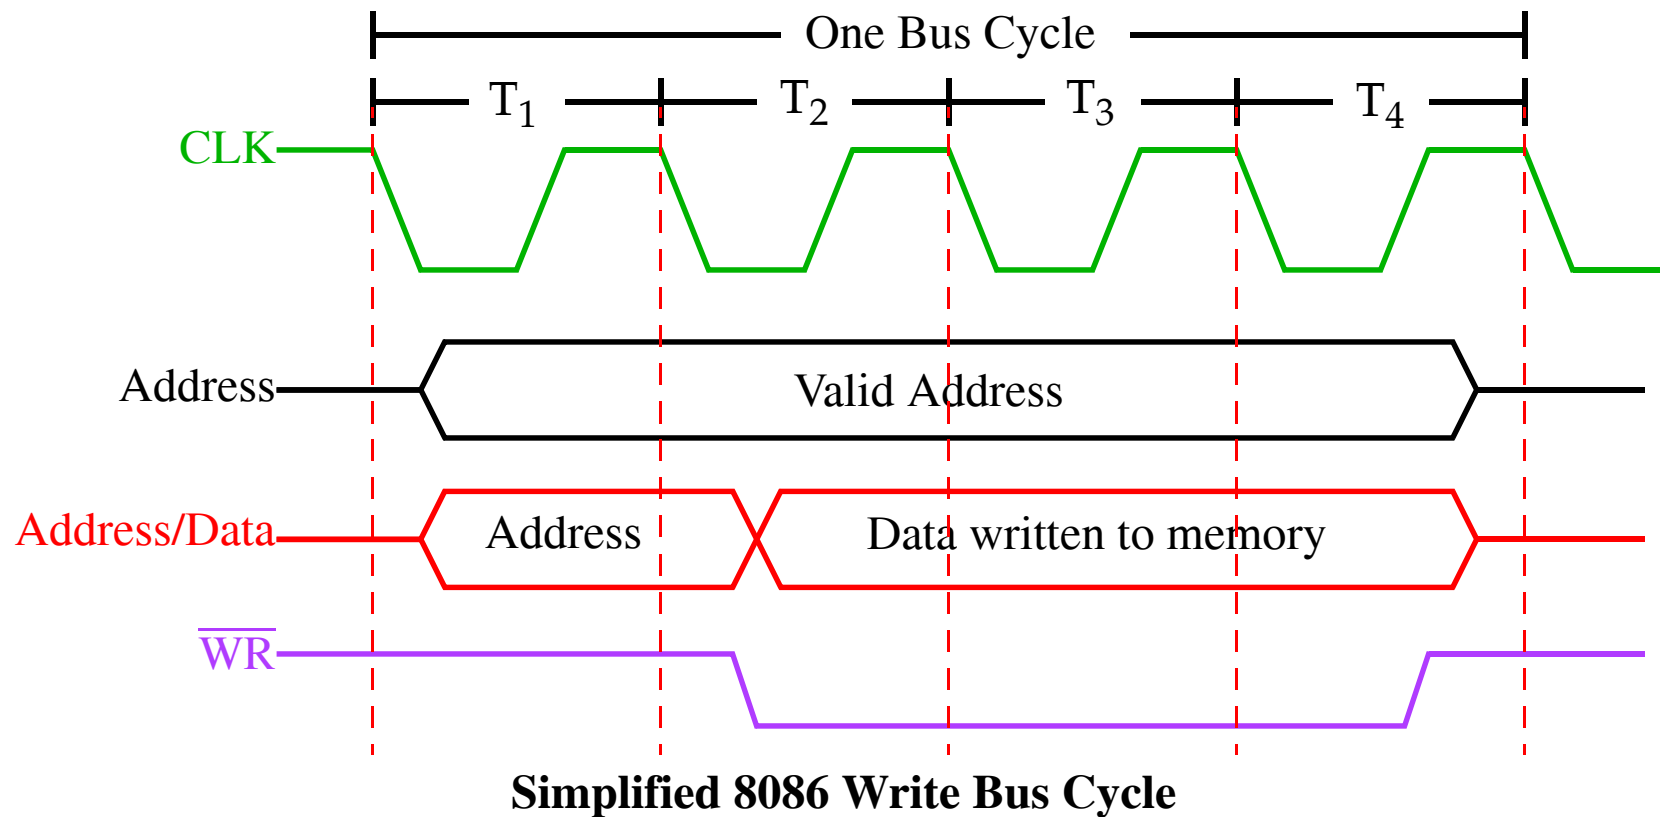 One Bus Cycle
T₁ T₂ T₃ T₄
CLK
Address
Valid Address
Address/Data
Address
Data written to memory
W̅R̅
Simplified 8086 Write Bus Cycle